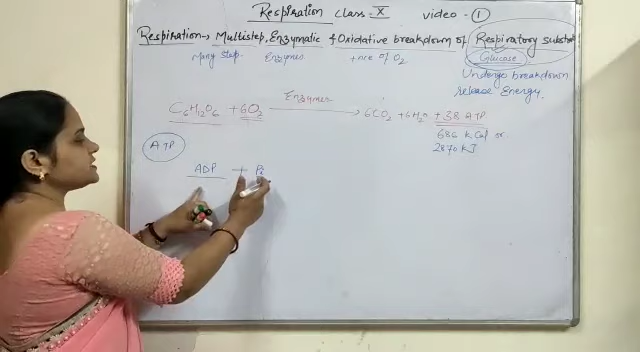 Respiration class-X video-①
Respiration→ Multistep, Enzymatic & Oxidative breakdown of Respiratory
Many step. Enzymes. +nce of O₂ Glucose
Undergo breakdown
release Energy.
C₆H₁₂O₆ + 6O₂ Enzymes → 6CO₂ + 6H₂O + 38 ATP
686 K.Cal or
2870 KJ
ATP
ADP + Pi